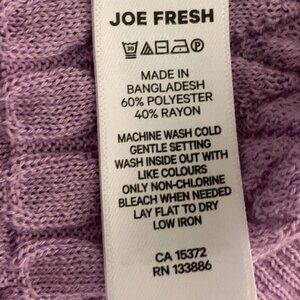 JOE FRESH
30
P
MADE IN
BANGLADESH
60% POLYESTER
40% RAYON
MACHINE WASH COLD
GENTLE SETTING
WASH INSIDE OUT WITH
LIKE COLOURS
ONLY NON-CHLORINE
BLEACH WHEN NEEDED
LAY FLAT TO DRY
LOW IRON
CA 15372
RN 133886